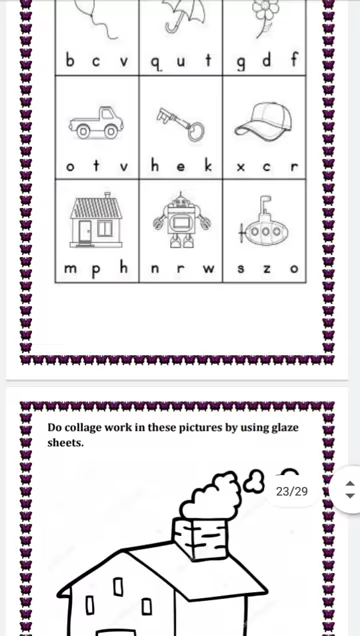 b c v q u t g d f
o t v h e k x c r
m p h n r w s z o
Do collage work in these pictures by using glaze
sheets.
23/29